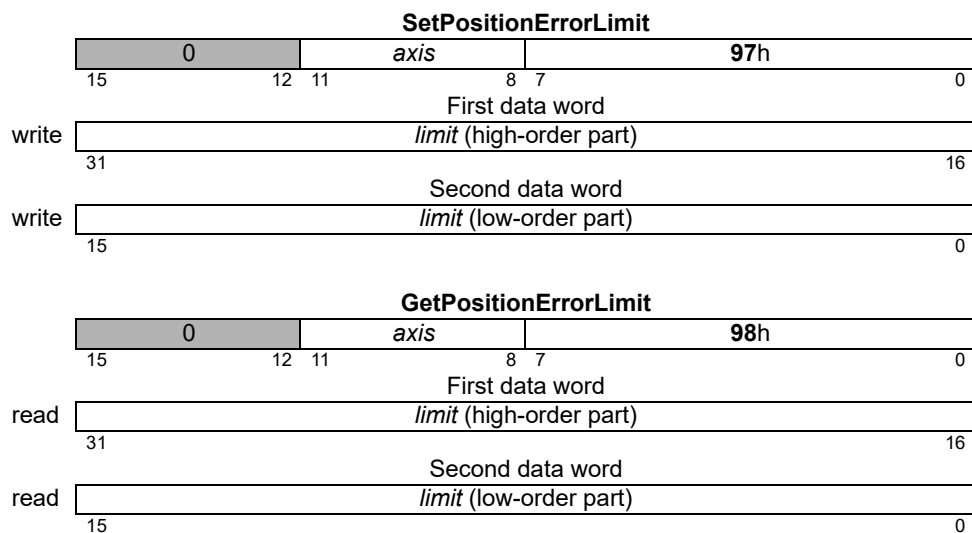 SetPositionErrorLimit
0 axis 97h
15 12 11 8 7 0
First data word
write limit (high-order part)
31 16
Second data word
write limit (low-order part)
15 0
GetPositionErrorLimit
0 axis 98h
15 12 11 8 7 0
First data word
read limit (high-order part)
31 16
Second data word
read limit (low-order part)
15 0